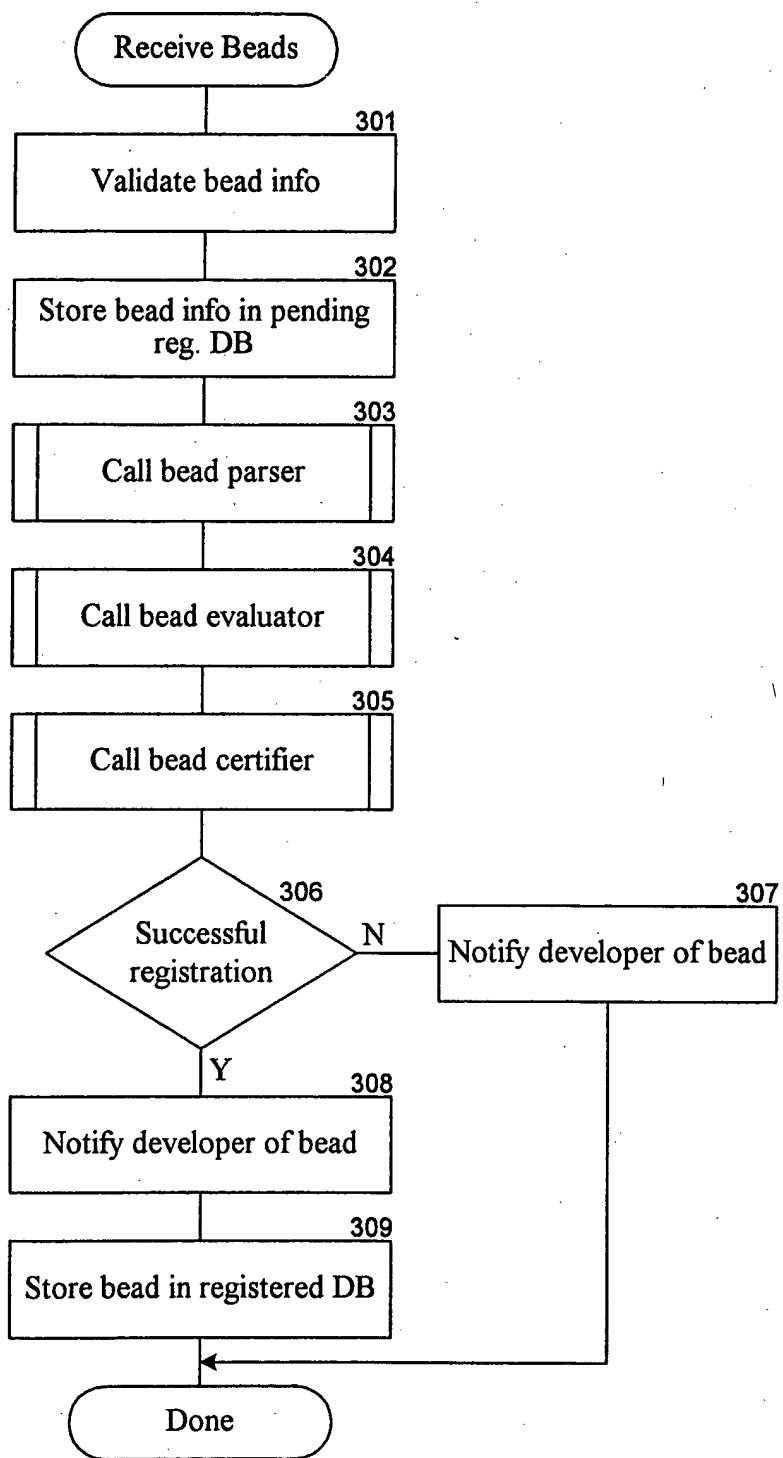 Receive Beads
301
Validate bead info
302
Store bead info in pending
reg. DB
303
Call bead parser
304
Call bead evaluator
305
Call bead certifier
306
Successful
registration
N
307
Notify developer of bead
Y
308
Notify developer of bead
309
Store bead in registered DB
Done